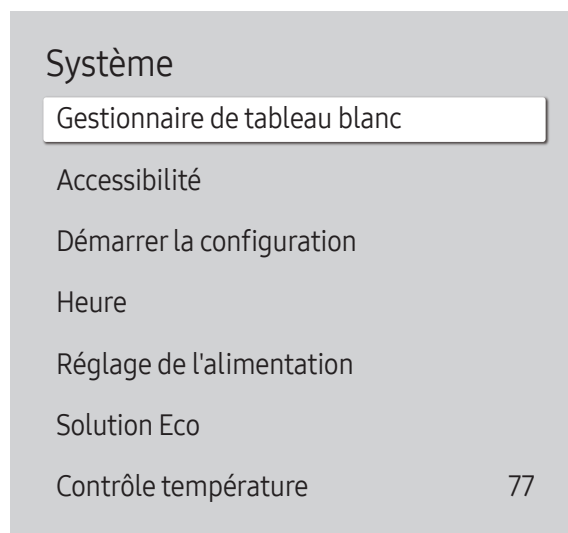 Système
Gestionnaire de tableau blanc
Accessibilité
Démarrer la configuration
Heure
Réglage de l'alimentation
Solution Eco
Contrôle température 77